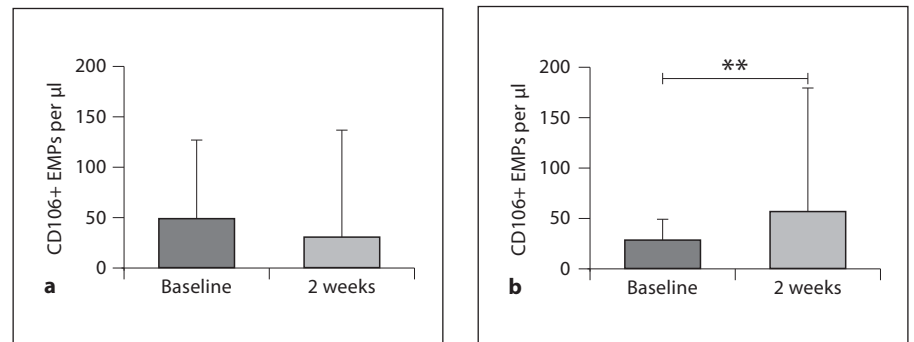 CD106+ EMPs per µl
200
150
100
50
0
Baseline
2 weeks
a
CD106+ EMPs per µl
200
150
100
50
0
**
Baseline
2 weeks
b